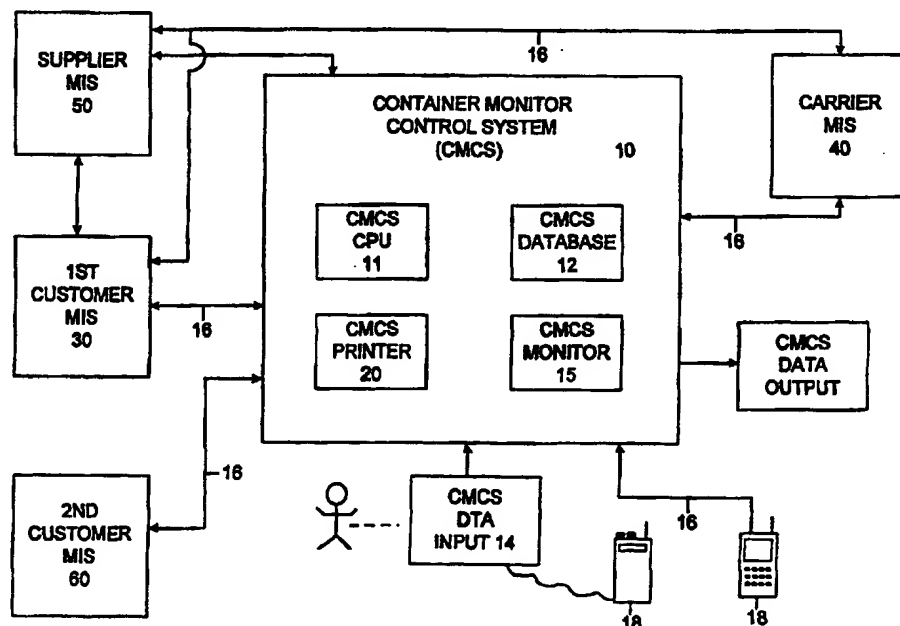 SUPPLIER
MIS
50
16
CARRIER
MIS
40
CONTAINER MONITOR
CONTROL SYSTEM
(CMCS)
10
CMCS
CPU
11
CMCS
DATABASE
12
16
1ST
CUSTOMER
MIS
30
16
CMCS
PRINTER
20
CMCS
MONITOR
15
CMCS
DATA
OUTPUT
2ND
CUSTOMER
MIS
60
16
CMCS
DTA
INPUT 14
16
18
18